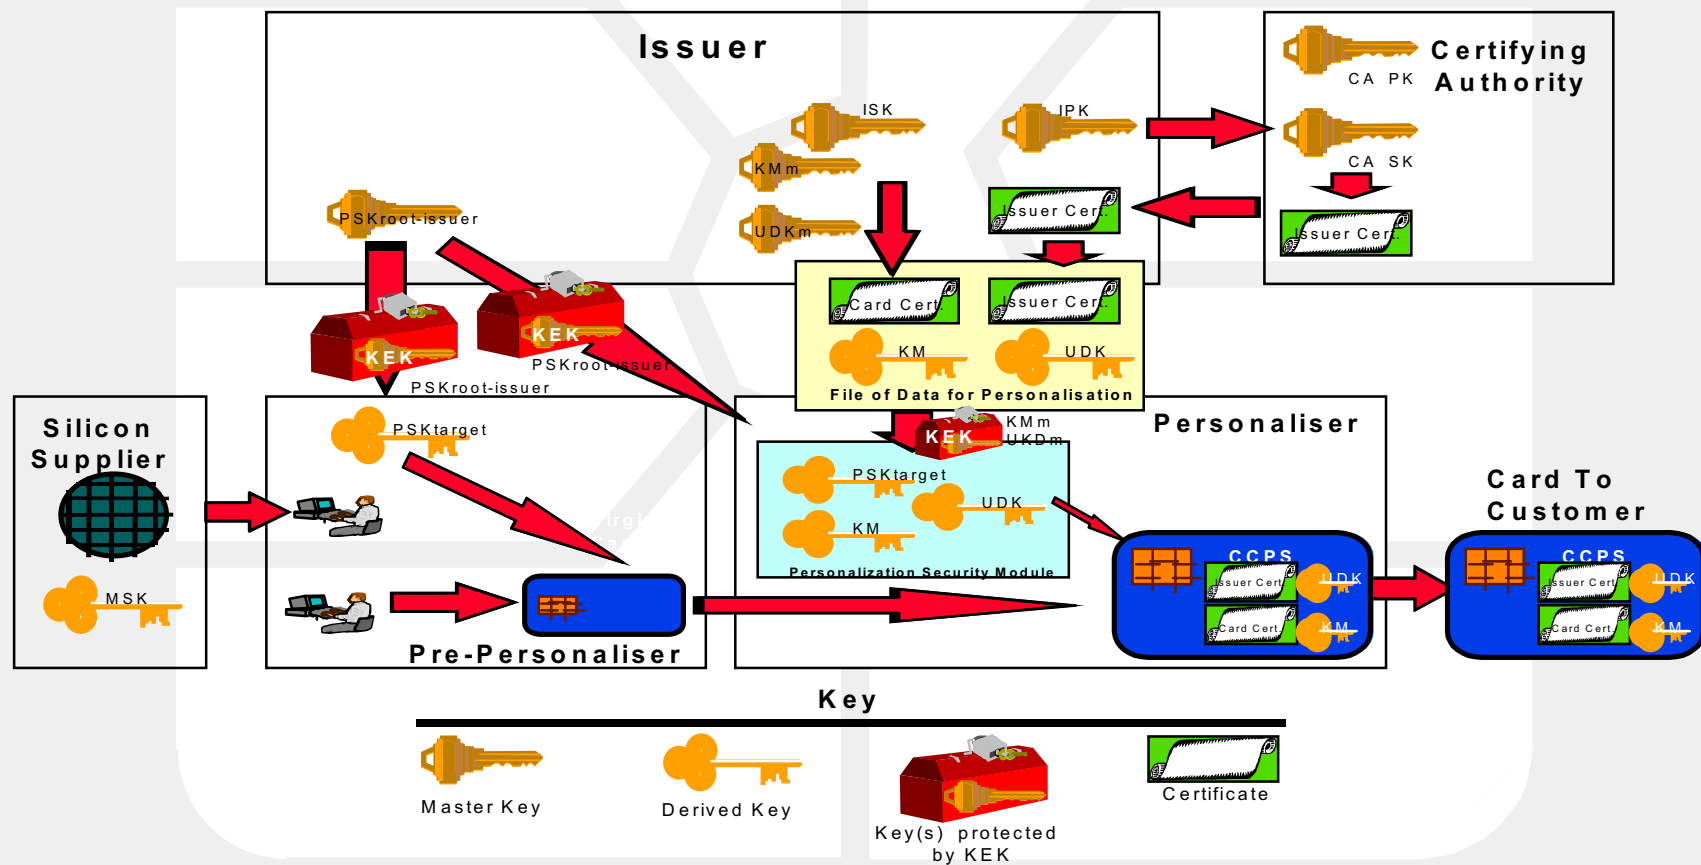 Issuer
Certifying
Authority
CA PK
CA SK
Issuer Cert.
ISK
IPK
KMm
UDKm
Issuer Cert.
PSKroot-issuer
KEK
PSKroot-issuer
KEK
PSKroot-issuer
Card Cert.
Issuer Cert.
KM
UDK
File of Data for Personalisation
Silicon
Supplier
MSK
PSKtarget
Pre-Personaliser
Personaliser
KEK
KMm
UKDm
PSKtarget
UDK
KM
Personalization Security Module
CCPS
Issuer Cert.
UDK
Card Cert.
KM
Card To
Customer
CCPS
Issuer Cert.
UDK
Card Cert.
KM
Key
Master Key
Derived Key
Key(s) protected
by KEK
Certificate